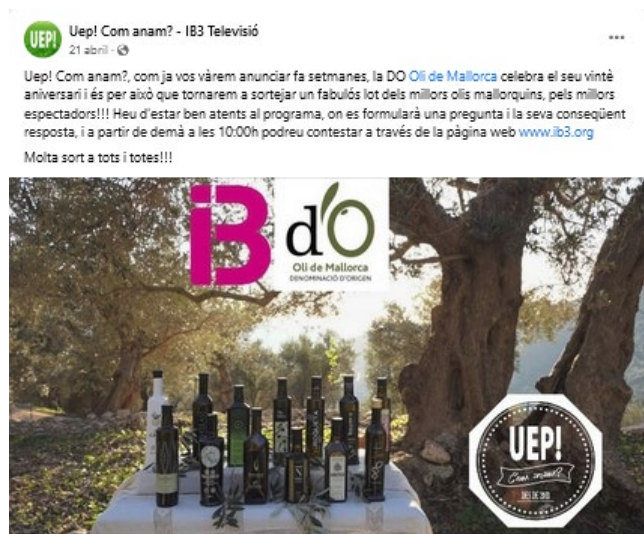 UEP!
Uep! Com anam? - IB3 Televisió
21 abril ·
Uep! Com anam?, com ja vos vàrem anunciar fa setmanes, la DO Oli de Mallorca celebra el seu vintè
aniversari i és per això que tornarem a sortejar un fabulós lot dels millors olis mallorquins, pels millors
espectadors!!! Heu d'estar ben atents al programa, on es formularà una pregunta i la seva conseqüent
resposta, i a partir de demà a les 10:00h podreu contestar a través de la pàgina web www.ib3.org
Molta sort a tots i totes!!!
iB3
d'O
Oli de Mallorca
DENOMINACIÓ D'ORIGEN
UEP!
Com anam?